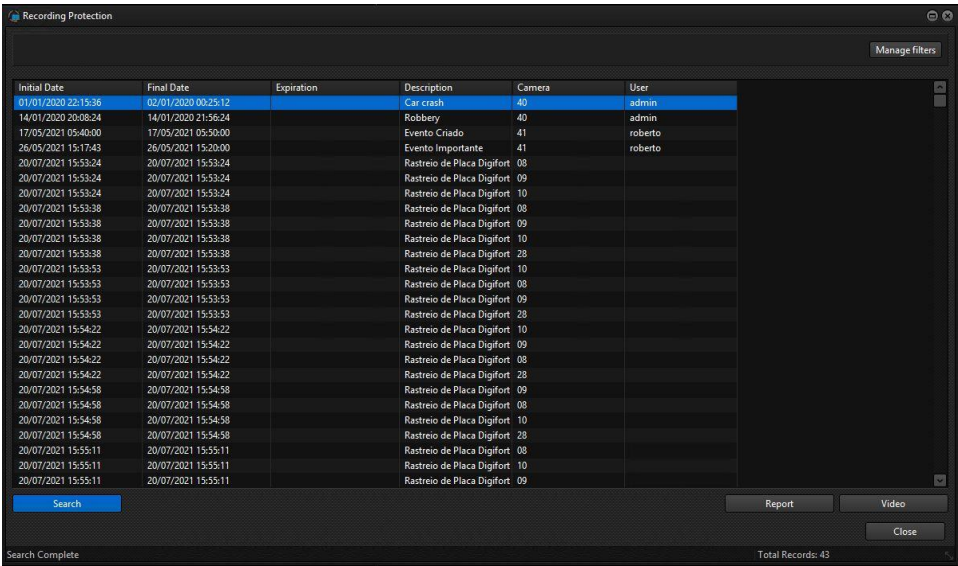 Recording Protection
Manage filters
Initial Date Final Date Expiration Description Camera User
01/01/2020 22:15:36 02/01/2020 00:25:12 Car crash 40 admin
14/01/2020 20:08:24 14/01/2020 21:56:24 Robbery 40 admin
17/05/2021 05:40:00 17/05/2021 05:50:00 Evento Criado 41 roberto
26/05/2021 15:17:43 26/05/2021 15:20:00 Evento Importante 41 roberto
20/07/2021 15:53:24 20/07/2021 15:53:24 Rastreio de Placa Digifort 08
20/07/2021 15:53:24 20/07/2021 15:53:24 Rastreio de Placa Digifort 09
20/07/2021 15:53:24 20/07/2021 15:53:24 Rastreio de Placa Digifort 10
20/07/2021 15:53:38 20/07/2021 15:53:38 Rastreio de Placa Digifort 08
20/07/2021 15:53:38 20/07/2021 15:53:38 Rastreio de Placa Digifort 09
20/07/2021 15:53:38 20/07/2021 15:53:38 Rastreio de Placa Digifort 10
20/07/2021 15:53:38 20/07/2021 15:53:38 Rastreio de Placa Digifort 28
20/07/2021 15:53:53 20/07/2021 15:53:53 Rastreio de Placa Digifort 10
20/07/2021 15:53:53 20/07/2021 15:53:53 Rastreio de Placa Digifort 08
20/07/2021 15:53:53 20/07/2021 15:53:53 Rastreio de Placa Digifort 09
20/07/2021 15:53:53 20/07/2021 15:53:53 Rastreio de Placa Digifort 28
20/07/2021 15:54:22 20/07/2021 15:54:22 Rastreio de Placa Digifort 10
20/07/2021 15:54:22 20/07/2021 15:54:22 Rastreio de Placa Digifort 09
20/07/2021 15:54:22 20/07/2021 15:54:22 Rastreio de Placa Digifort 08
20/07/2021 15:54:22 20/07/2021 15:54:22 Rastreio de Placa Digifort 28
20/07/2021 15:54:58 20/07/2021 15:54:58 Rastreio de Placa Digifort 09
20/07/2021 15:54:58 20/07/2021 15:54:58 Rastreio de Placa Digifort 08
20/07/2021 15:54:58 20/07/2021 15:54:58 Rastreio de Placa Digifort 10
20/07/2021 15:54:58 20/07/2021 15:54:58 Rastreio de Placa Digifort 28
20/07/2021 15:55:11 20/07/2021 15:55:11 Rastreio de Placa Digifort 08
20/07/2021 15:55:11 20/07/2021 15:55:11 Rastreio de Placa Digifort 10
20/07/2021 15:55:11 20/07/2021 15:55:11 Rastreio de Placa Digifort 09
Search Report Video
Close
Search Complete Total Records: 43